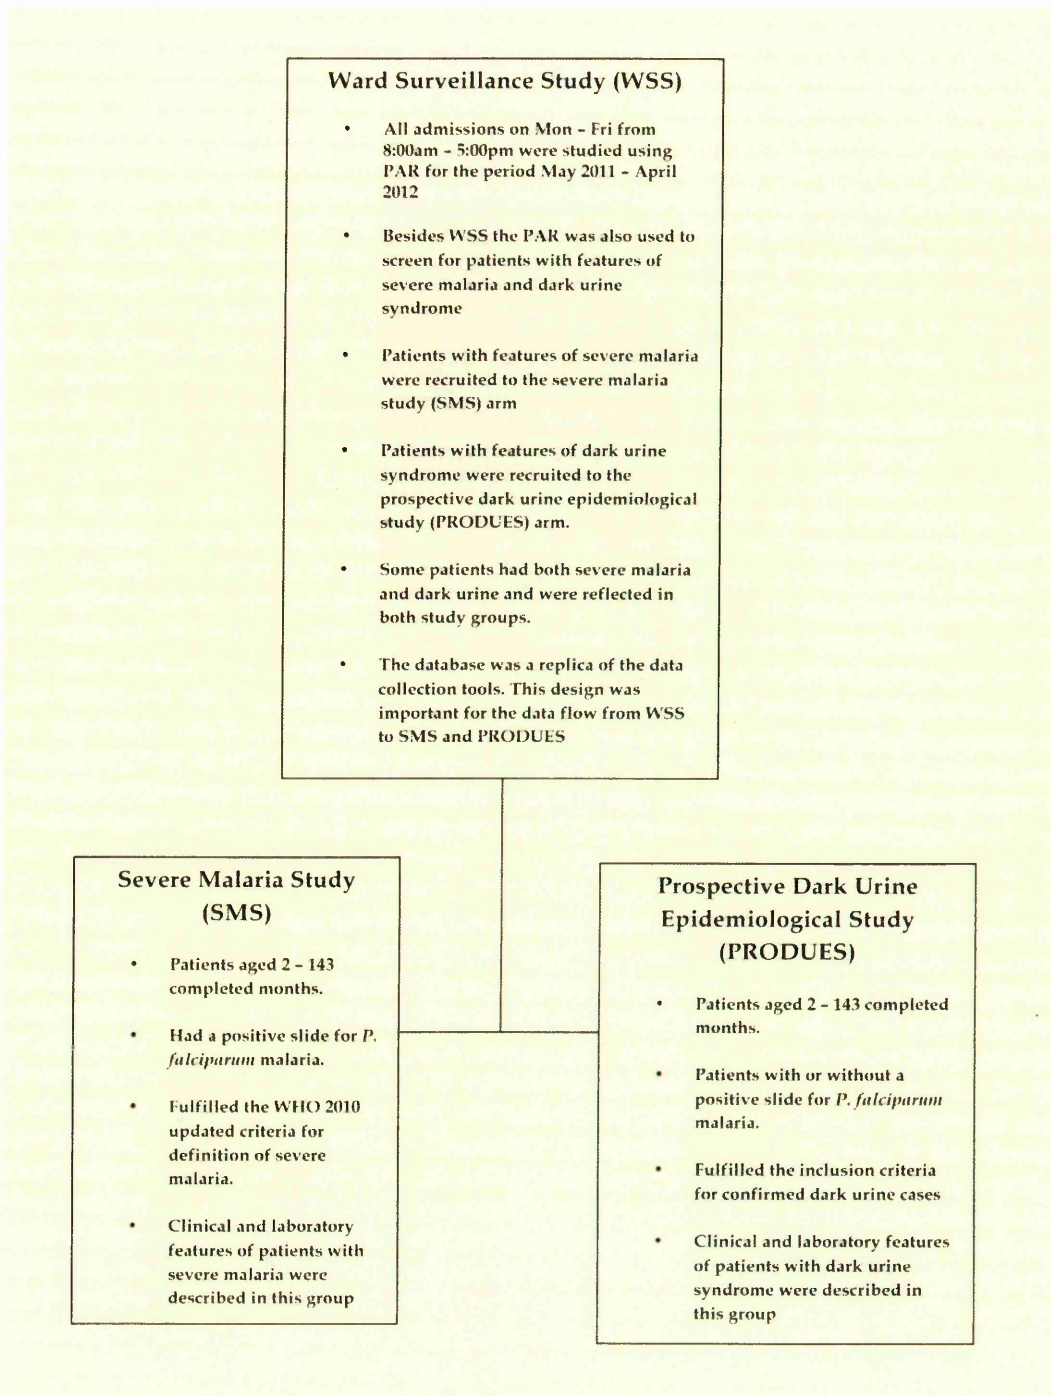 Ward Surveillance Study (WSS)
• All admissions on Mon - Fri from
8:00am - 5:00pm were studied using
PAR for the period May 2011 - April
2012
• Besides WSS the PAR was also used to
screen for patients with features of
severe malaria and dark urine
syndrome
• Patients with features of severe malaria
were recruited to the severe malaria
study (SMS) arm
• Patients with features of dark urine
syndrome were recruited to the
prospective dark urine epidemiological
study (PRODUES) arm.
• Some patients had both severe malaria
and dark urine and were reflected in
both study groups.
• The database was a replica of the data
collection tools. This design was
important for the data flow from WSS
to SMS and PRODUES
Severe Malaria Study
(SMS)
• Patients aged 2 – 143
completed months.
• Had a positive slide for P.
falciparum malaria.
• Fulfilled the WHO 2010
updated criteria for
definition of severe
malaria.
• Clinical and laboratory
features of patients with
severe malaria were
described in this group
Prospective Dark Urine
Epidemiological Study
(PRODUES)
• Patients aged 2 – 143 completed
months.
• Patients with or without a
positive slide for P. falciparum
malaria.
• Fulfilled the inclusion criteria
for confirmed dark urine cases
• Clinical and laboratory features
of patients with dark urine
syndrome were described in
this group